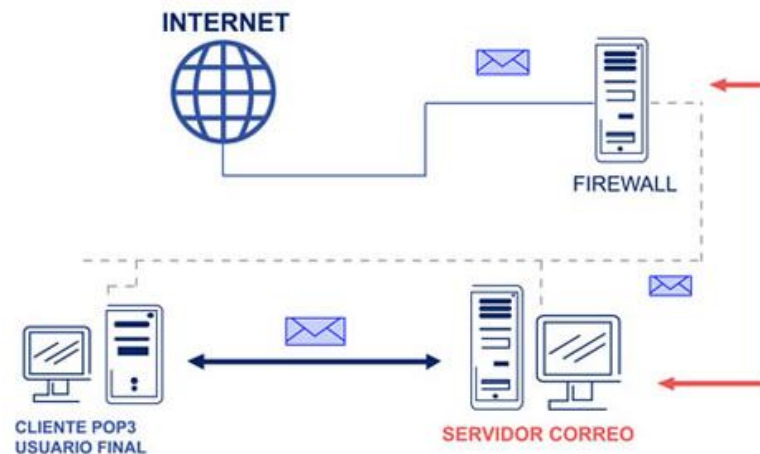 INTERNET
FIREWALL
CLIENTE POP3
USUARIO FINAL
SERVIDOR CORREO